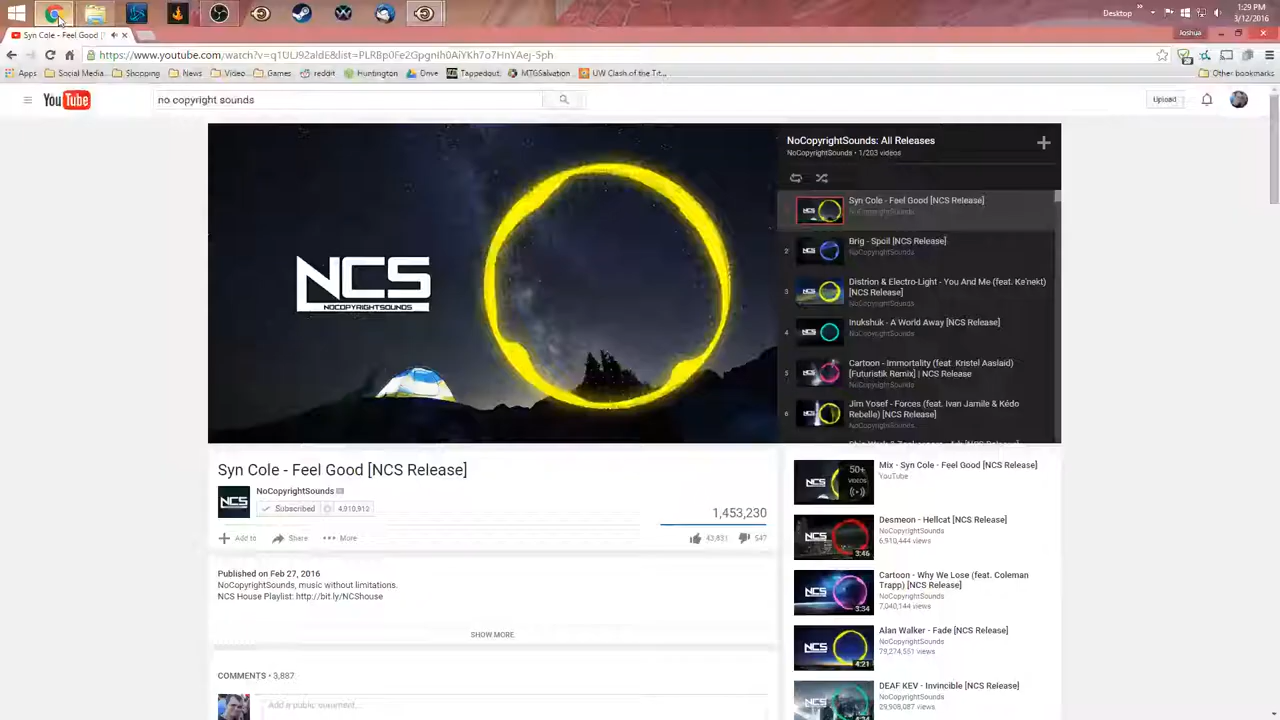 Desktop
1:29 PM
3/12/2016
Syn Cole - Feel Good [
Joshua
https://www.youtube.com/watch?v=q1ULJ92aldE&list=PLRBp0Fe2GpgnIh0AiYKh7o7HnYAej-5ph
Apps Social Media Shopping News Video Games reddit Huntington Drive Tappedout MTGSalvation UW Clash of the Te... Other bookmarks
YouTube
no copyright sounds
Upload
NCS
NOCOPYRIGHTSOUNDS
NoCopyrightSounds: All Releases
NoCopyrightSounds • 1/203 videos
Syn Cole - Feel Good [NCS Release]
NoCopyrightSounds
2
Brig - Spoil [NCS Release]
NoCopyrightSounds
3
Distrion & Electro-Light - You And Me (feat. Ke'nekt)
[NCS Release]
NoCopyrightSounds
4
Inukshuk - A World Away [NCS Release]
NoCopyrightSounds
5
Cartoon - Immortality (feat. Kristel Aaslaid)
[Futuristik Remix] | NCS Release
NoCopyrightSounds
6
Jim Yosef - Forces (feat. Ivan Jamile & Kédo
Rebelle) [NCS Release]
NoCopyrightSounds
Syn Cole - Feel Good [NCS Release]
NCS
NoCopyrightSounds
Subscribed 4,910,912
1,453,230
Add to Share More
43,831 547
Published on Feb 27, 2016
NoCopyrightSounds, music without limitations.
NCS House Playlist: http://bit.ly/NCShouse
SHOW MORE
COMMENTS • 3,887
Add a public comment...
50+
VIDEOS
Mix - Syn Cole - Feel Good [NCS Release]
YouTube
Desmeon - Hellcat [NCS Release]
NoCopyrightSounds
6,910,444 views
3:46
Cartoon - Why We Lose (feat. Coleman
Trapp) [NCS Release]
NoCopyrightSounds
7,040,144 views
3:34
Alan Walker - Fade [NCS Release]
NoCopyrightSounds
79,274,551 views
4:21
DEAF KEV - Invincible [NCS Release]
NoCopyrightSounds
29,908,087 views